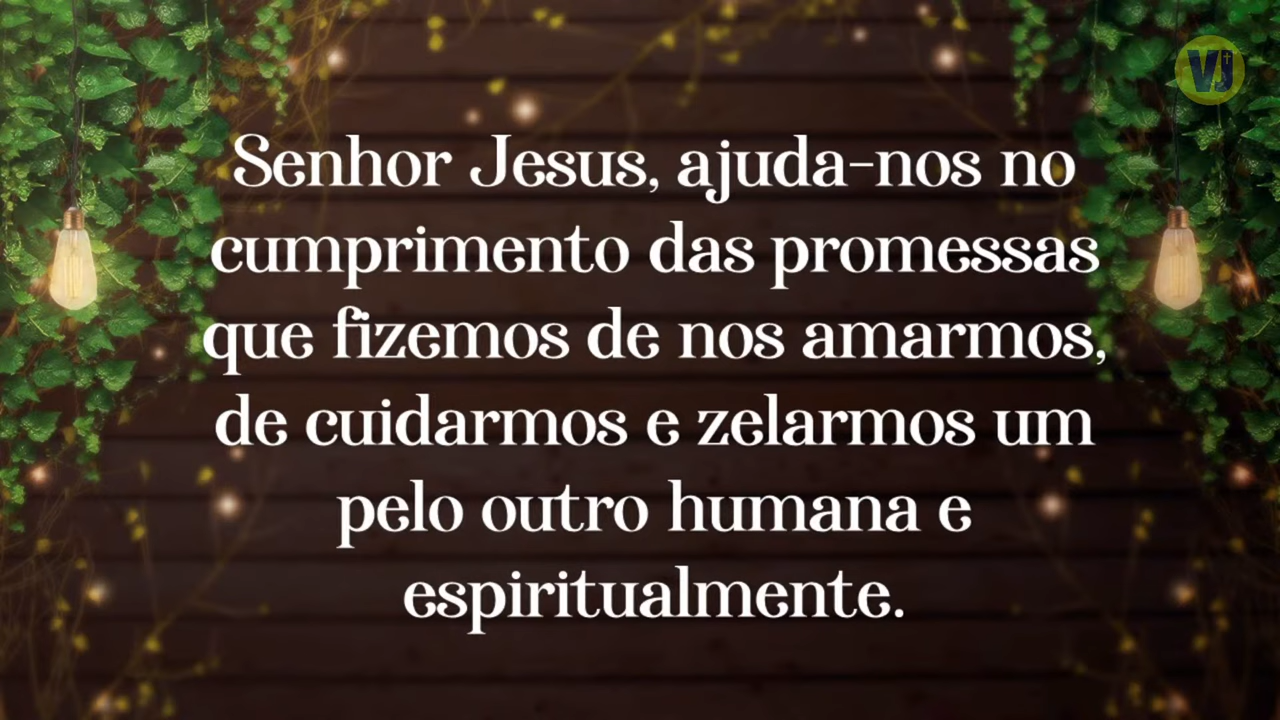 VJ
Senhor Jesus, ajuda-nos no
cumprimento das promessas
que fizemos de nos amarmos,
de cuidarmos e zelarmos um
pelo outro humana e
espiritualmente.